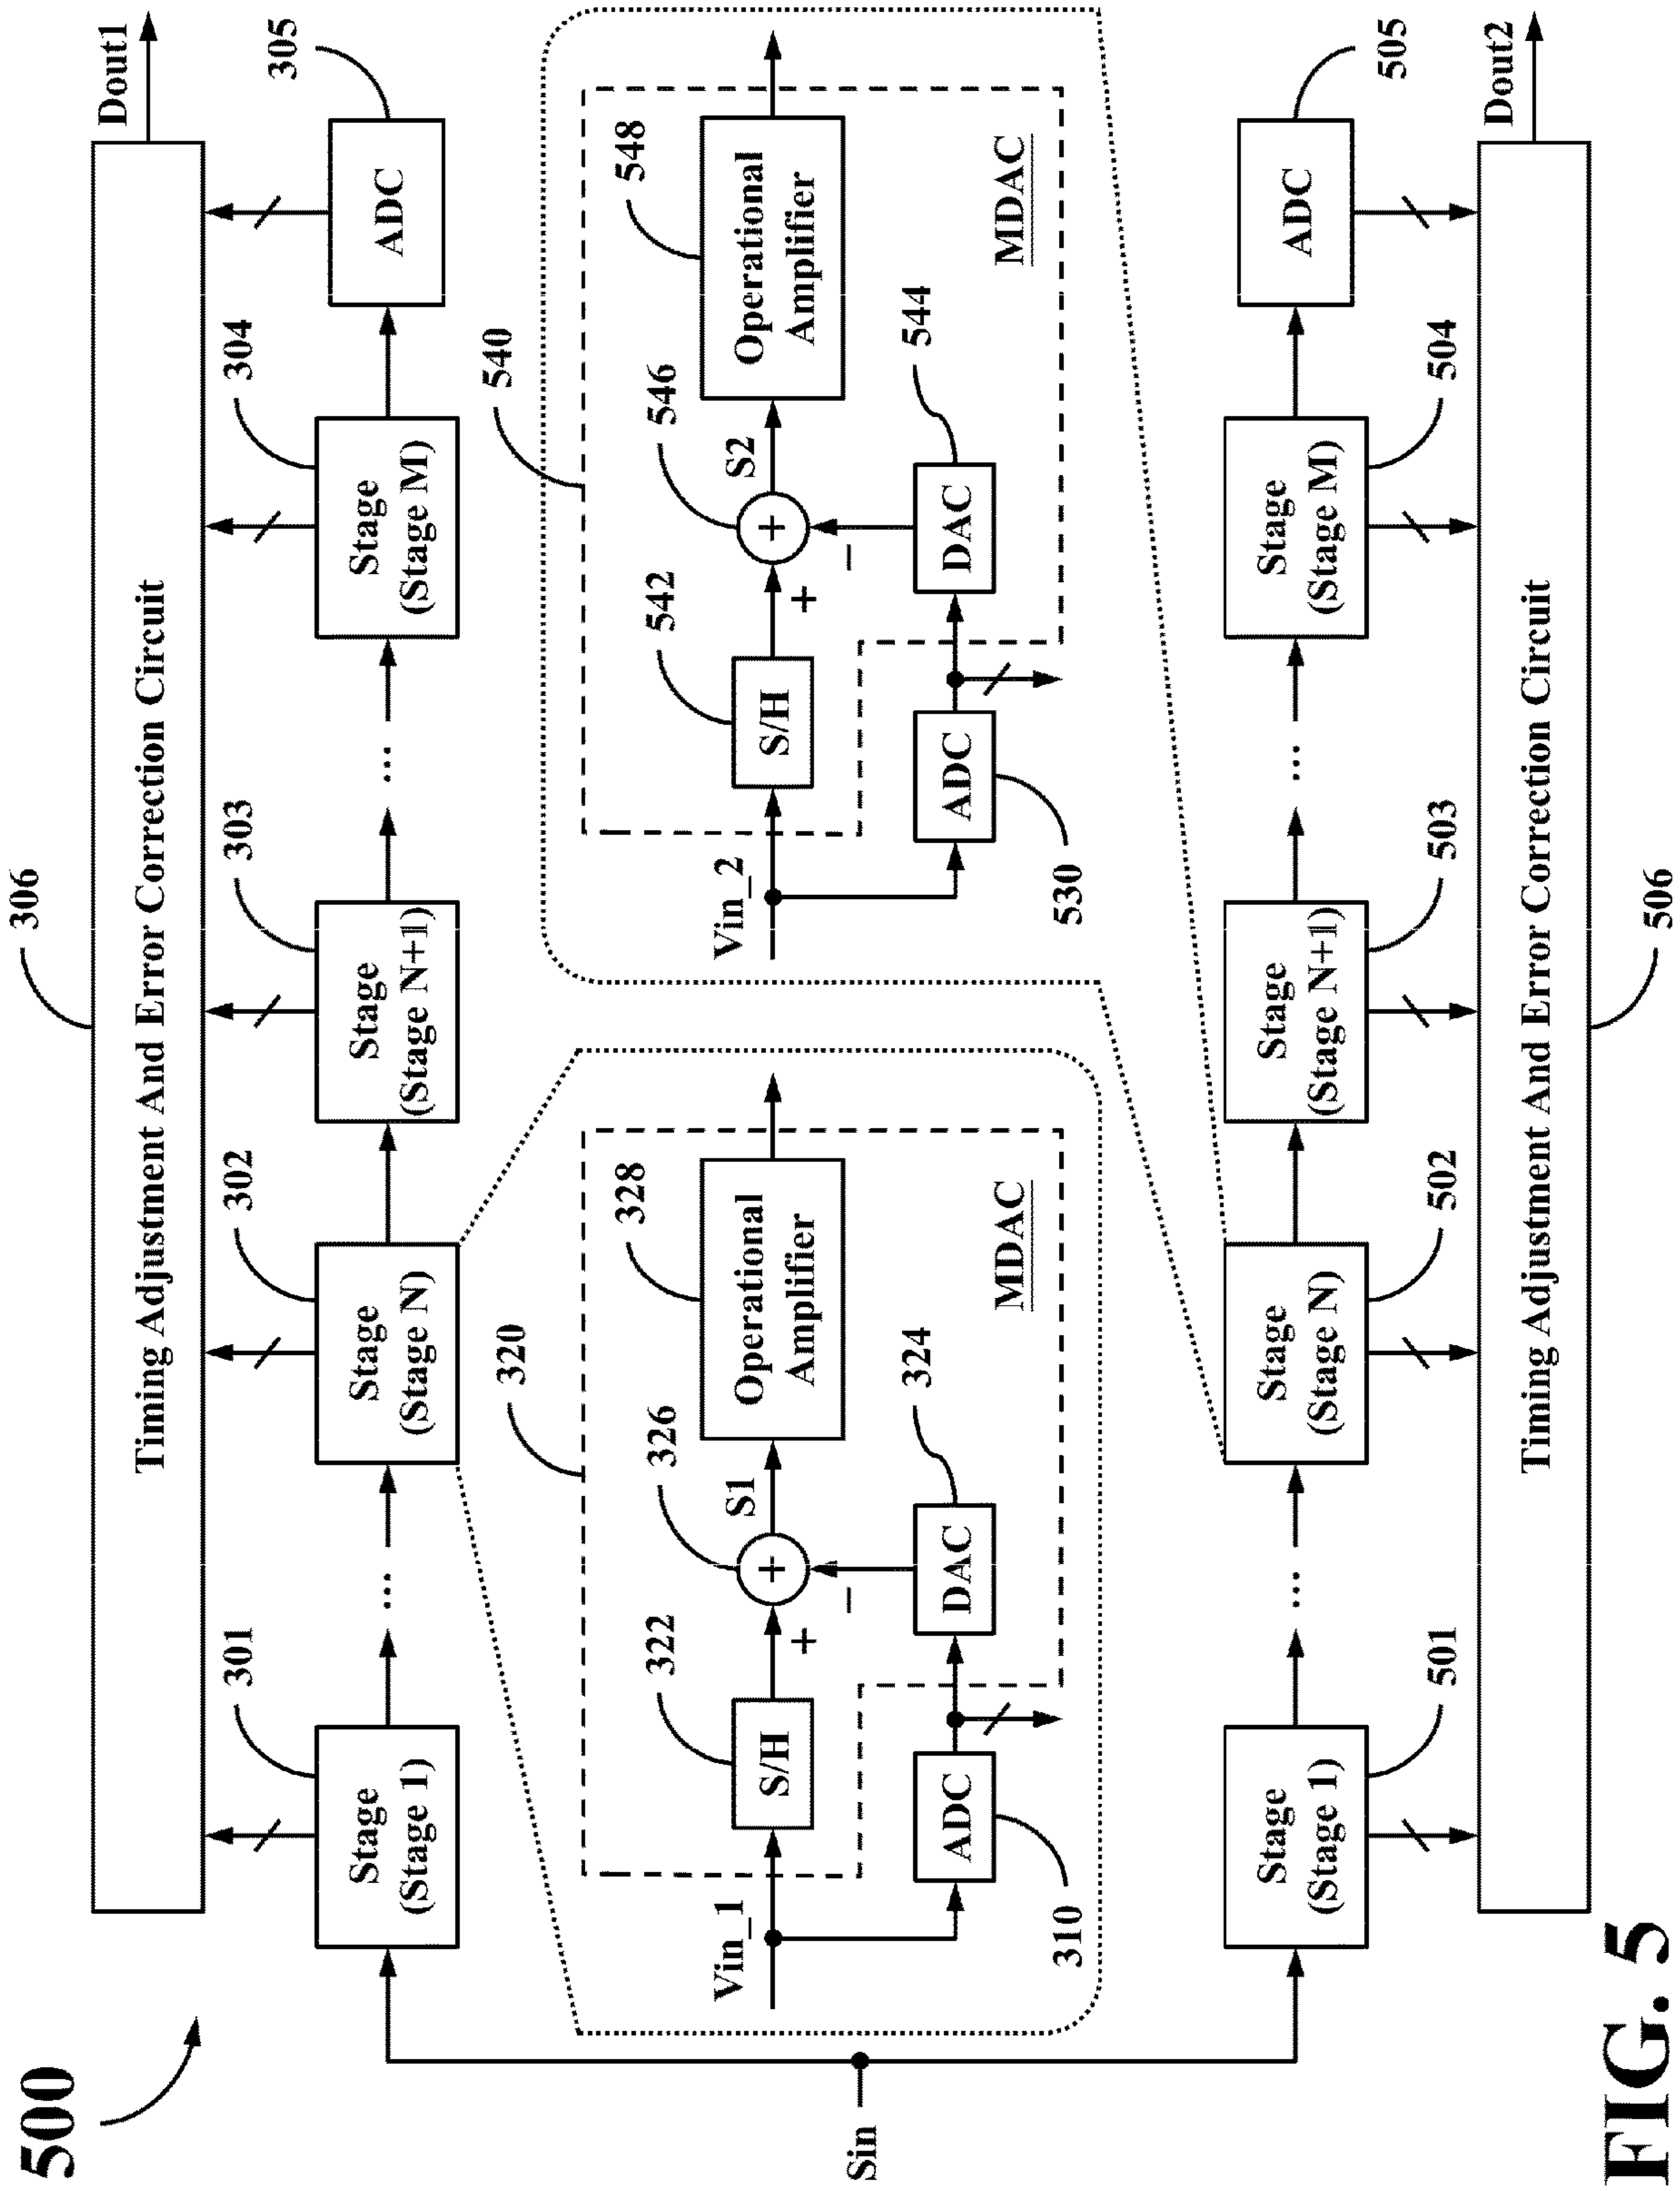 500
306
Timing Adjustment And Error Correction Circuit
Dout1
301
302
303
304
305
Stage
(Stage 1)
...
Stage
(Stage N)
Stage
(Stage N+1)
...
Stage
(Stage M)
ADC
320
322
326
328
Vin_1
S/H
+
+
S1
Operational
Amplifier
−
324
ADC
DAC
MDAC
310
540
542
546
548
Vin_2
S/H
+
+
S2
Operational
Amplifier
−
544
ADC
DAC
MDAC
530
Sin
Stage
(Stage 1)
...
Stage
(Stage N)
Stage
(Stage N+1)
...
Stage
(Stage M)
ADC
501
502
503
504
505
Timing Adjustment And Error Correction Circuit
Dout2
506
FIG. 5